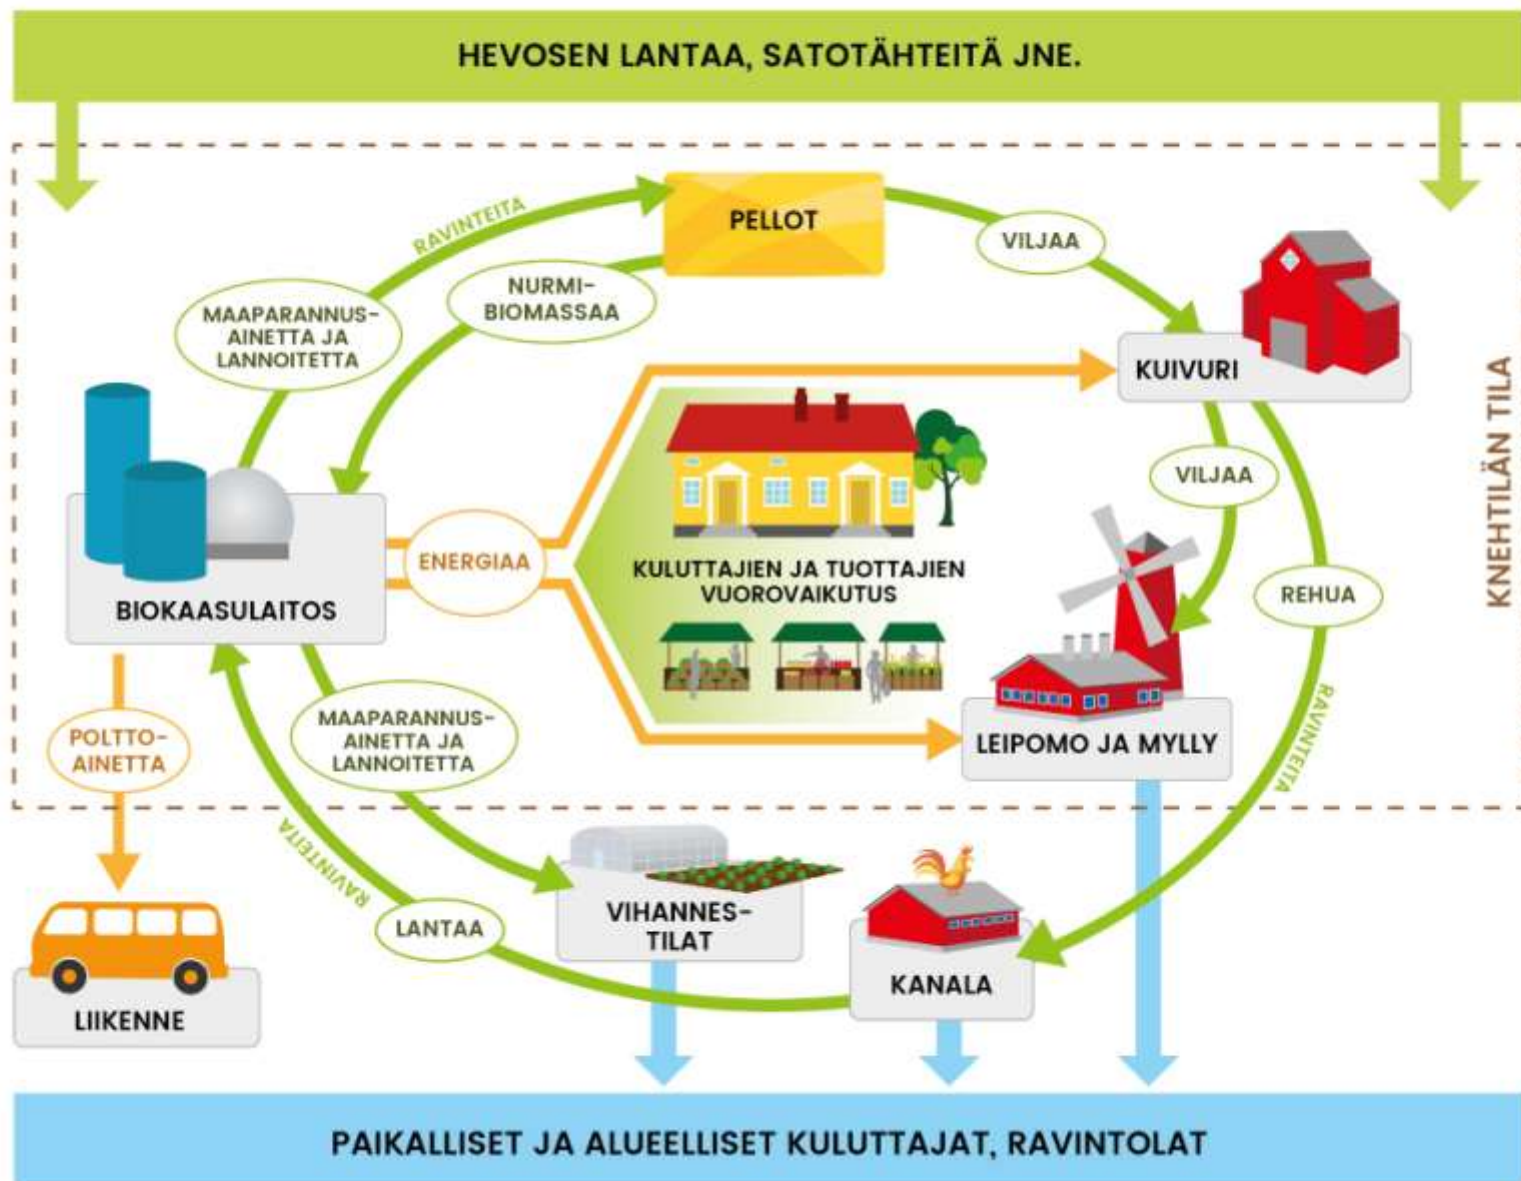 HEVOSEN LANTAA, SATOTÄHTEITÄ JNE.
RAVINTEITA
PELLOT
VILJAA
NURMI-
BIOMASSAA
MAAPARANNUS-
AINETTA JA
LANNOITETTA
KUIVURI
KNEHTILÄN TILA
VILJAA
ENERGIAA
KULUTTAJIEN JA TUOTTAJIEN
VUOROVAIKUTUS
REHUA
BIOKAASULAITOS
POLTTO-
AINETTA
MAAPARANNUS-
AINETTA JA
LANNOITETTA
LEIPOMO JA MYLLY
RAVINTEITA
RAVINTEITA
LANTAA
VIHANNES-
TILAT
KANALA
LIIKENNE
PAIKALLISET JA ALUEELLISET KULUTTAJAT, RAVINTOLAT